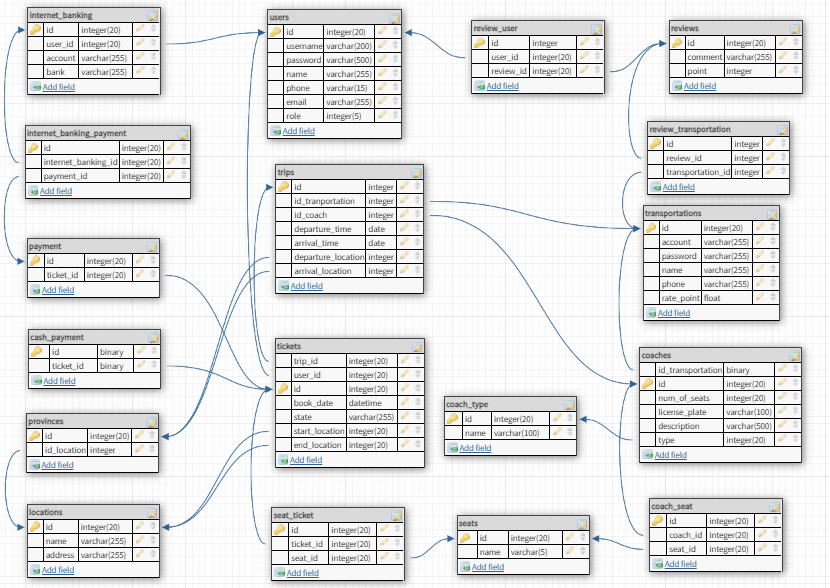 internet_banking
id integer(20)
user_id integer(20)
account varchar(255)
bank varchar(255)
Add field
users
id integer(20)
username varchar(200)
password varchar(500)
name varchar(255)
phone varchar(15)
email varchar(255)
role integer(5)
Add field
review_user
id integer
user_id integer(20)
review_id integer(20)
Add field
reviews
id integer(20)
comment varchar(255)
point integer
Add field
internet_banking_payment
id integer(20)
internet_banking_id integer(20)
payment_id integer(20)
Add field
review_transportation
id integer
review_id integer
transportation_id integer
Add field
trips
id integer
id_tranportation integer
id_coach integer
departure_time date
arrival_time date
departure_location integer
arrival_location integer
Add field
transportations
id integer(20)
account varchar(255)
password varchar(255)
name varchar(255)
phone varchar(255)
rate_point float
Add field
payment
id integer(20)
ticket_id integer(20)
Add field
cash_payment
id binary
ticket_id binary
Add field
tickets
trip_id integer(20)
user_id integer(20)
id integer(20)
book_date datetime
state varchar(255)
start_location integer(20)
end_location integer(20)
Add field
coaches
id_transportation binary
id integer(20)
num_of_seats integer(20)
license_plate varchar(100)
description varchar(500)
type integer(20)
Add field
coach_type
id integer(20)
name varchar(100)
Add field
provinces
id integer(20)
id_location integer
Add field
locations
id integer(20)
name varchar(255)
address varchar(255)
Add field
seat_ticket
id integer(20)
ticket_id integer(20)
seat_id integer(20)
Add field
seats
id integer(20)
name varchar(5)
Add field
coach_seat
id integer(20)
coach_id integer(20)
seat_id integer(20)
Add field